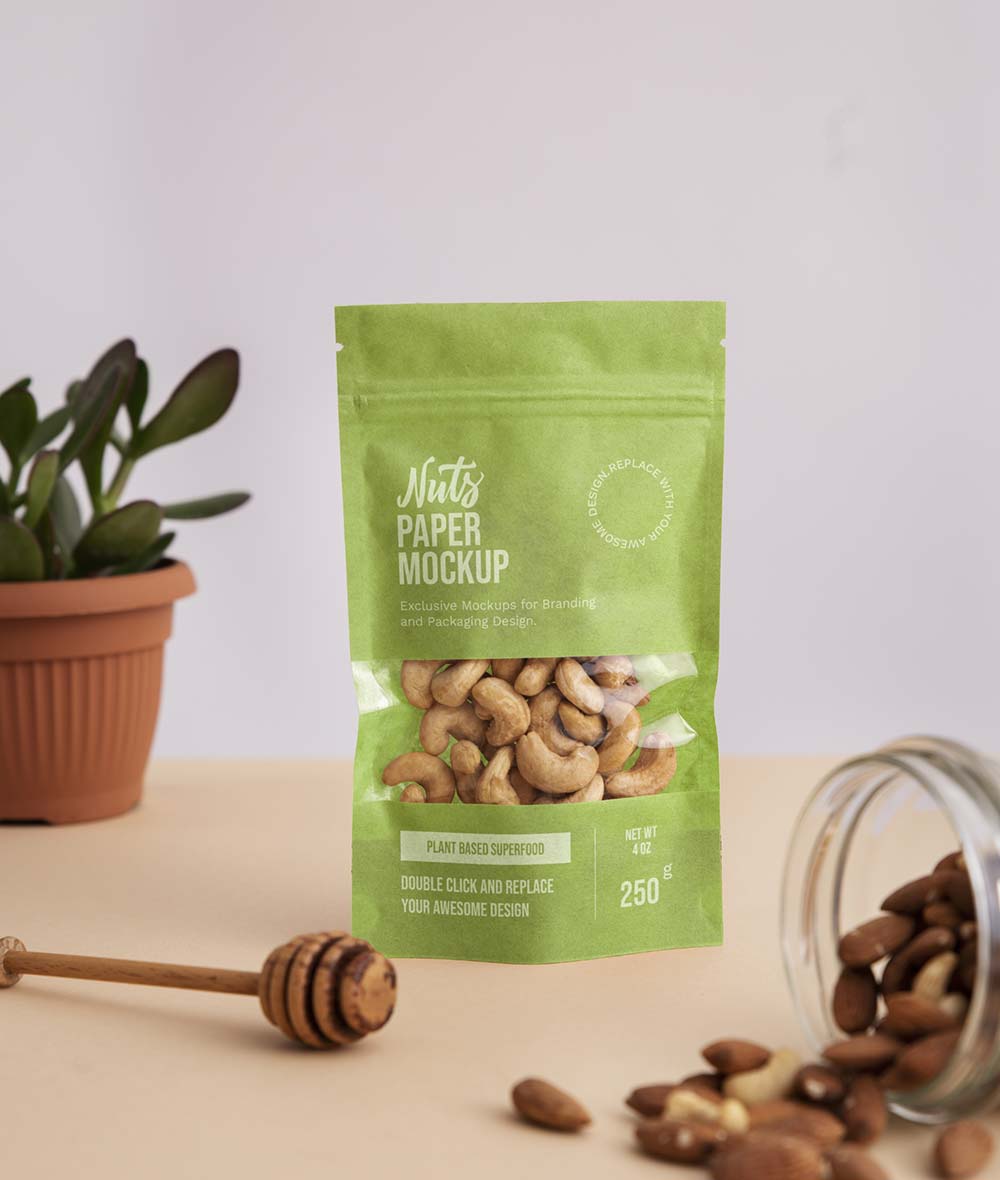 Nuts
PAPER
MOCKUP
REPLACE WITH YOUR AWESOME DESIGN.
Exclusive Mockups for Branding
and Packaging Design.
PLANT BASED SUPERFOOD
DOUBLE CLICK AND REPLACE
YOUR AWESOME DESIGN
NET WT
4 OZ
250 g